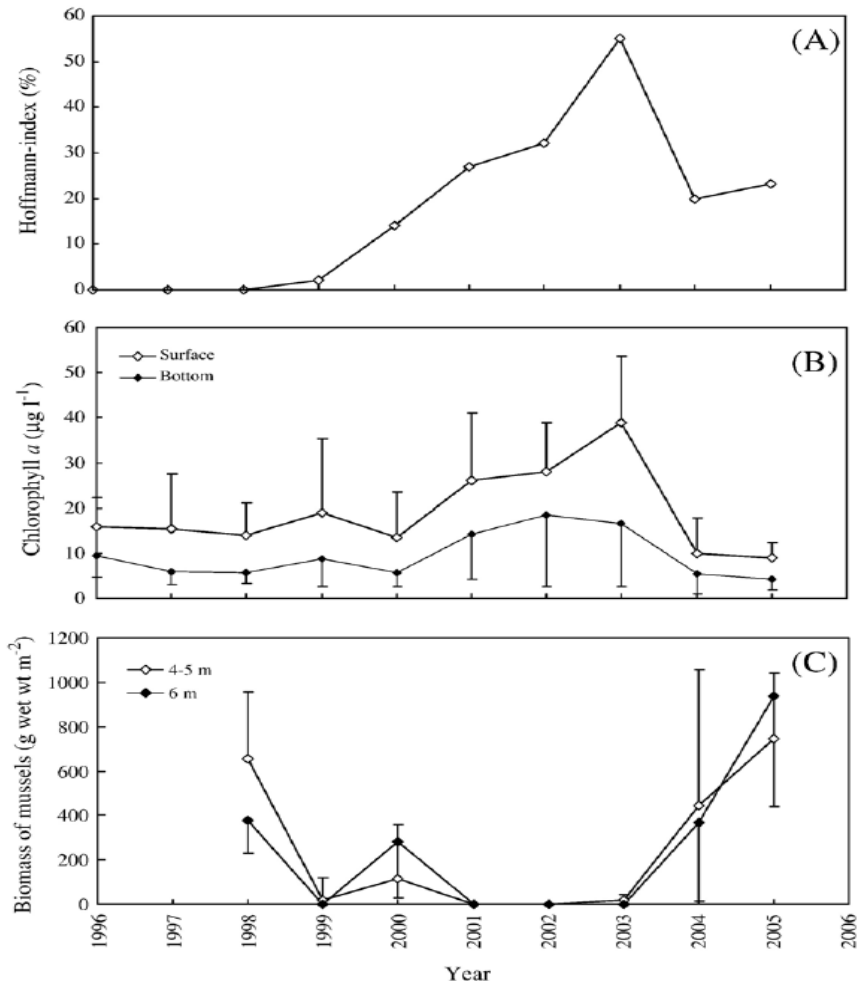 60
(A)
50
40
30
20
10
0
Hoffmann-index (%)
60
(B)
50
40
30
20
10
0
Surface
Bottom
Chlorophyll a (µg l⁻¹)
1200
(C)
1000
800
600
400
200
0
4-5 m
6 m
Biomass of mussels (g wet wt m⁻²)
1996 1997 1998 1999 2000 2001 2002 2003 2004 2005 2006
Year